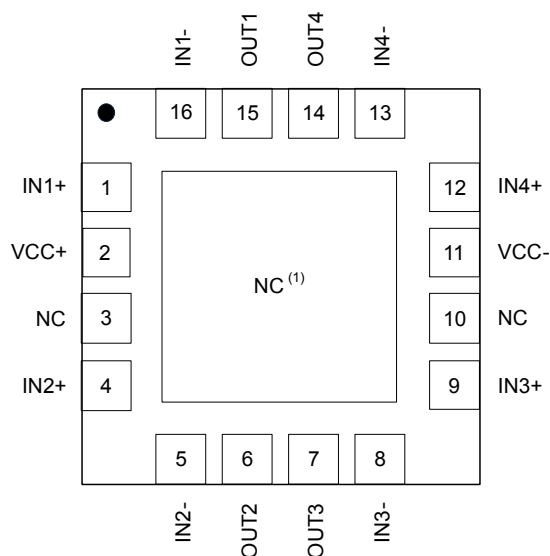 IN1-
OUT1
OUT4
IN4-
16
15
14
13
IN1+
1
12
IN4+
VCC+
2
11
VCC-
NC (1)
NC
3
10
NC
IN2+
4
9
IN3+
5
6
7
8
IN2-
OUT2
OUT3
IN3-